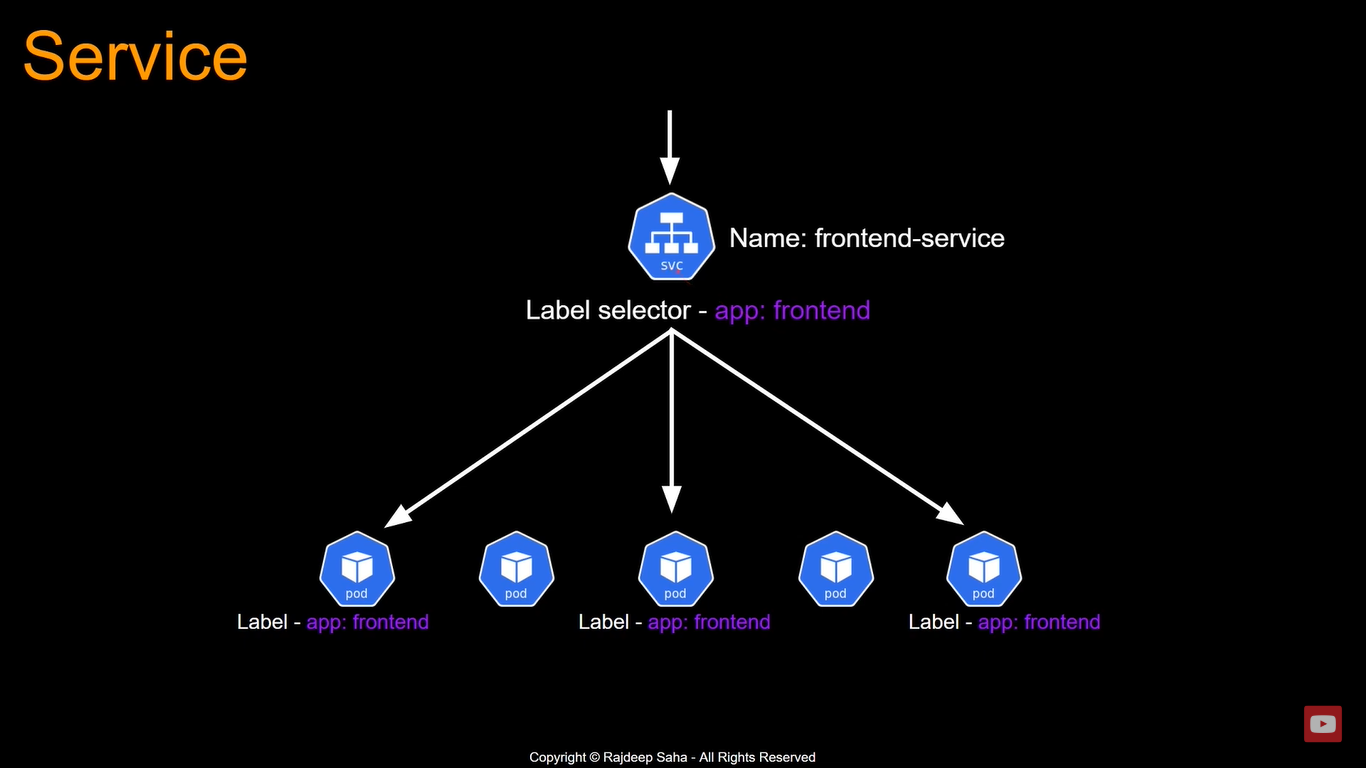 Service
svc
Name: frontend-service
Label selector - app: frontend
pod
pod
pod
pod
pod
Label - app: frontend
Label - app: frontend
Label - app: frontend
Copyright © Rajdeep Saha - All Rights Reserved